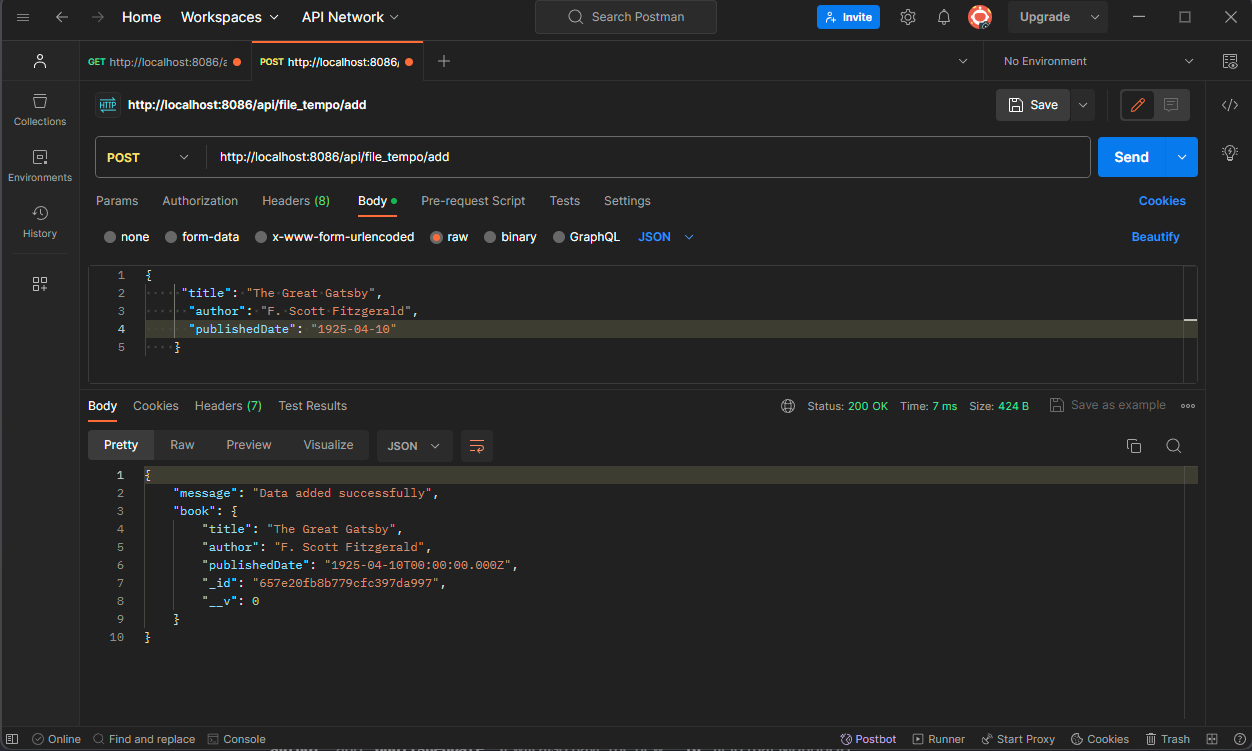 Home Workspaces API Network Search Postman Invite Upgrade
GET http://localhost:8086/a POST http://localhost:8086/ No Environment
HTTP http://localhost:8086/api/file_tempo/add Save
Collections
Environments
History
POST http://localhost:8086/api/file_tempo/add Send
Params Authorization Headers (8) Body Pre-request Script Tests Settings Cookies
none form-data x-www-form-urlencoded raw binary GraphQL JSON Beautify
1 {
2 "title": "The Great Gatsby",
3 "author": "F. Scott Fitzgerald",
4 "publishedDate": "1925-04-10"
5 }
Body Cookies Headers (7) Test Results Status: 200 OK Time: 7 ms Size: 424 B Save as example
Pretty Raw Preview Visualize JSON
1 {
2 "message": "Data added successfully",
3 "book": {
4 "title": "The Great Gatsby",
5 "author": "F. Scott Fitzgerald",
6 "publishedDate": "1925-04-10T00:00:00.000Z",
7 "_id": "657e20fb8b779cfc397da997",
8 "__v": 0
9 }
10 }
Online Find and replace Console Postbot Runner Start Proxy Cookies Trash